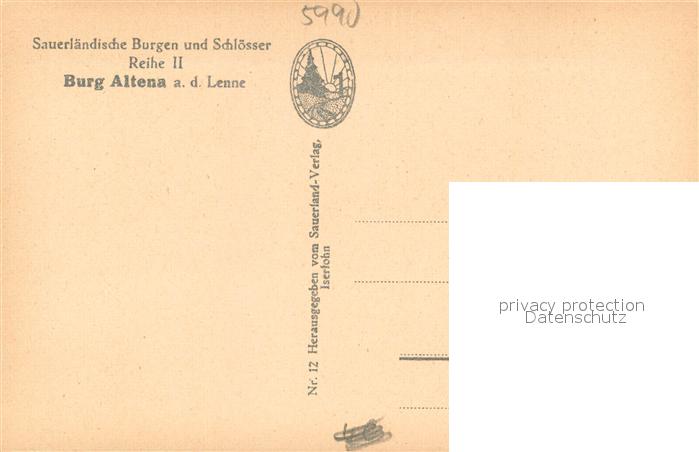 5990
Sauerländische Burgen und Schlösser
Reihe II
Burg Altena a. d. Lenne
Nr. 12 Herausgegeben vom Sauerland-Verlag,
Iserlohn
privacy protection
Datenschutz